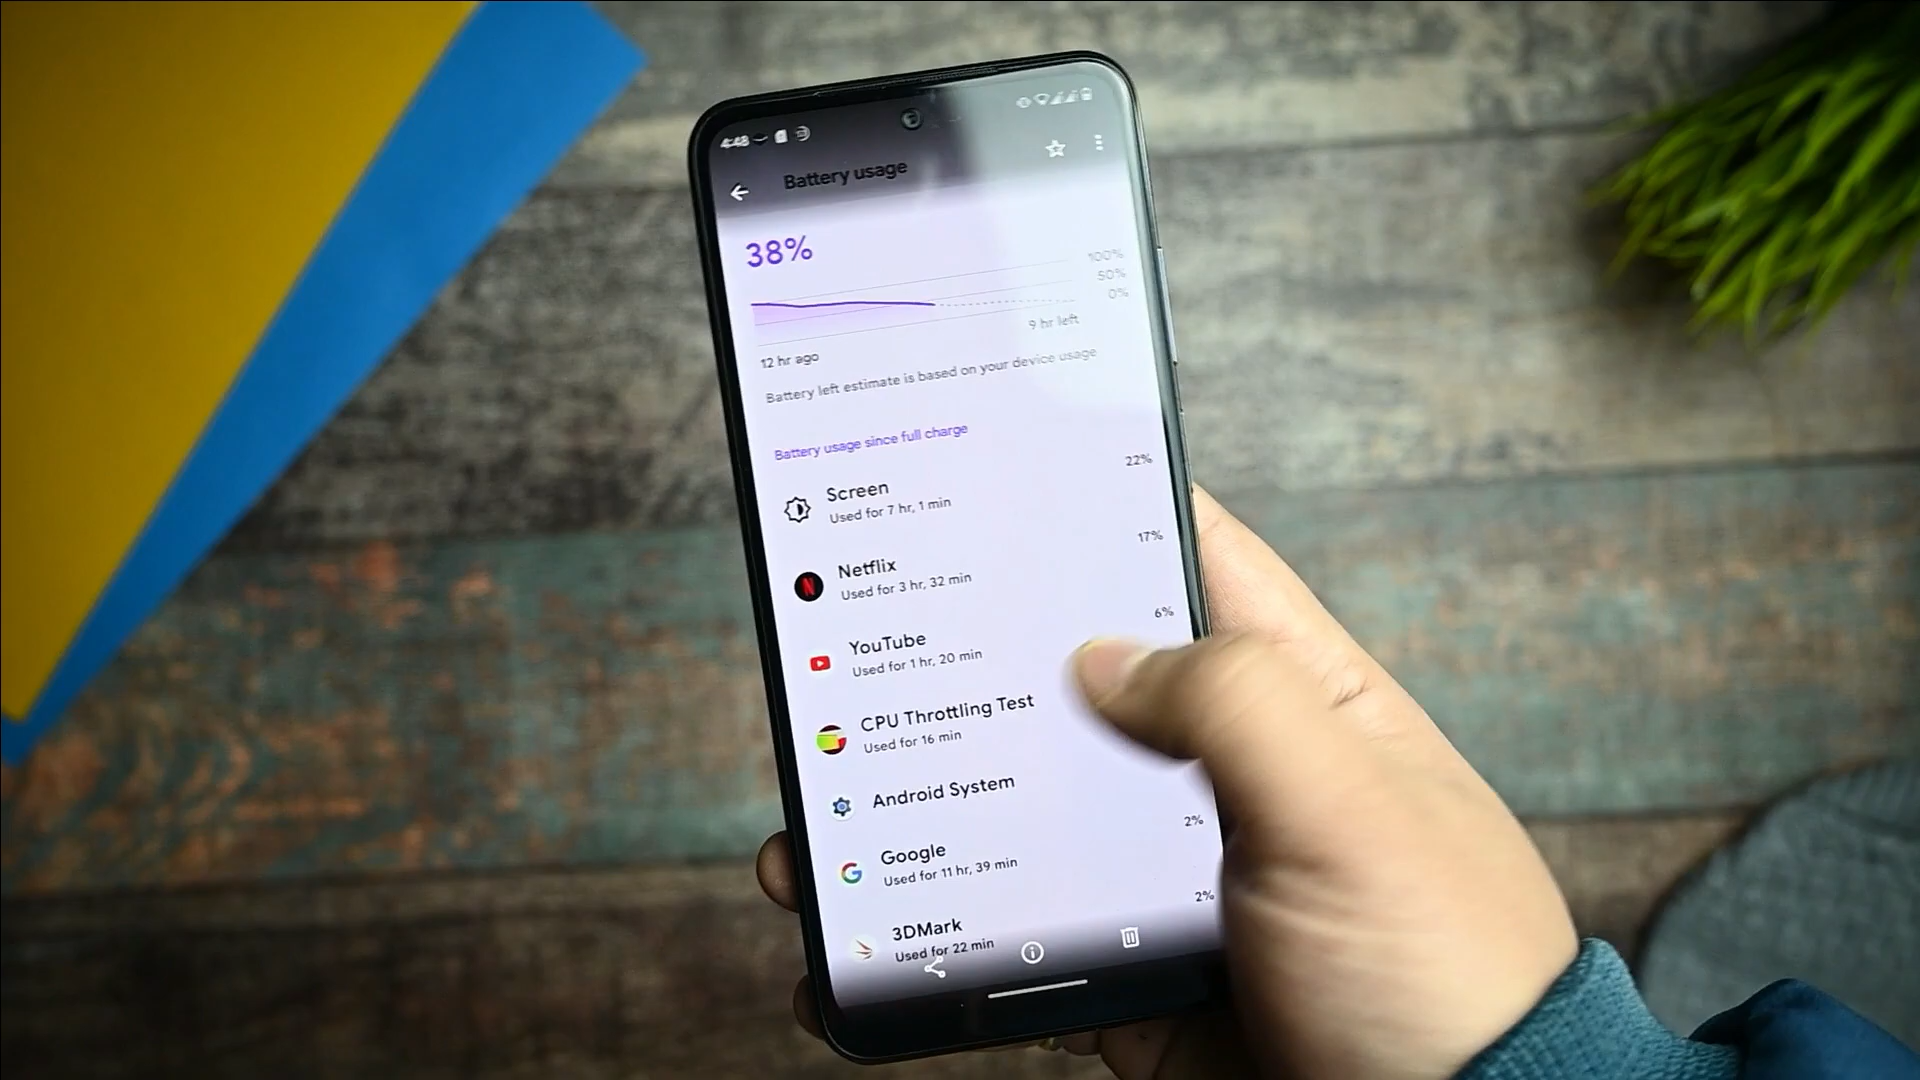 4:48
Battery usage
38%
100%
50%
0%
9 hr left
12 hr ago
Battery left estimate is based on your device usage
Battery usage since full charge
Screen 22%
Used for 7 hr, 1 min
Netflix 17%
Used for 3 hr, 32 min
YouTube 6%
Used for 1 hr, 20 min
CPU Throttling Test
Used for 16 min
Android System
Google 2%
Used for 11 hr, 39 min
3DMark 2%
Used for 22 min